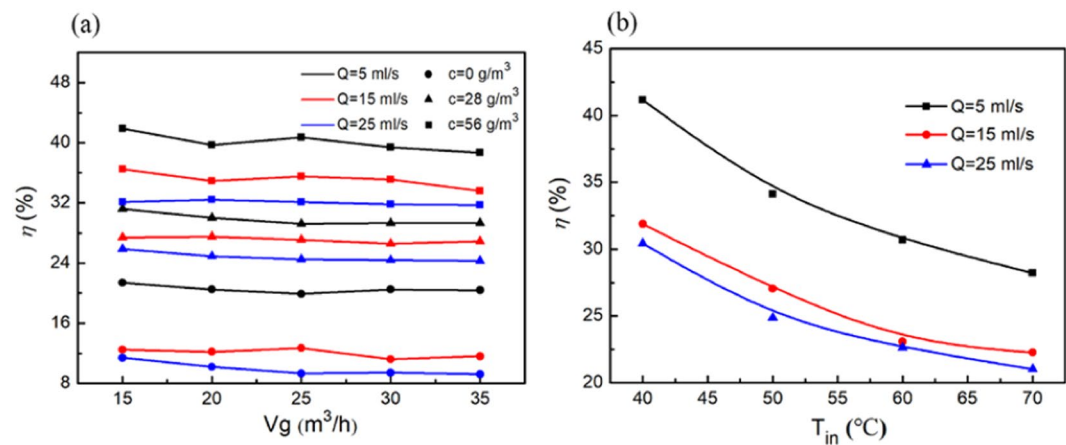 (a)
Q=5 ml/s
Q=15 ml/s
Q=25 ml/s
c=0 g/m³
c=28 g/m³
c=56 g/m³
48
40
32
24
16
8
η (%)
15 20 25 30 35
Vg (m³/h)
(b)
Q=5 ml/s
Q=15 ml/s
Q=25 ml/s
45
40
35
30
25
20
η (%)
40 45 50 55 60 65 70
T_in (°C)